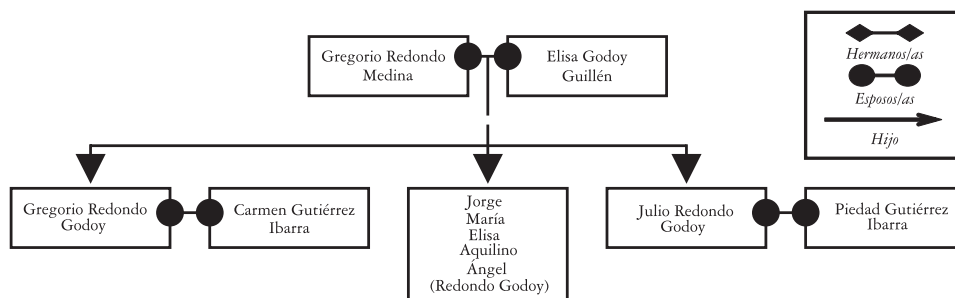 Gregorio Redondo
Medina
Elisa Godoy
Guillén
Hermanos/as
Esposos/as
Hijo
Gregorio Redondo
Godoy
Carmen Gutiérrez
Ibarra
Jorge
María
Elisa
Aquilino
Ángel
(Redondo Godoy)
Julio Redondo
Godoy
Piedad Gutiérrez
Ibarra